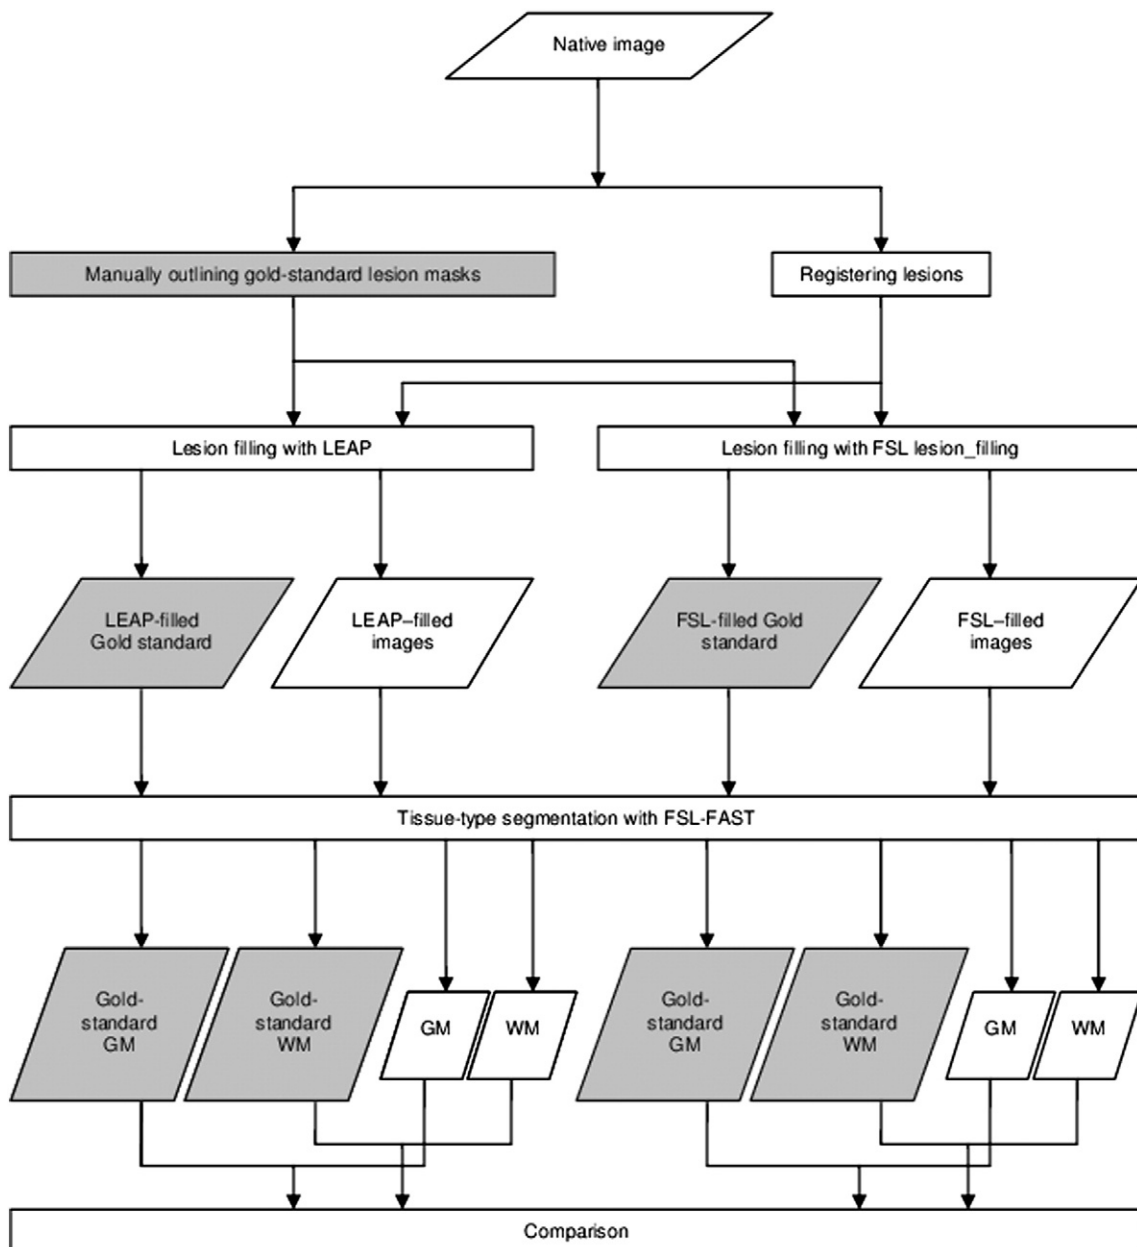 Native image
Manually outlining gold-standard lesion masks
Registering lesions
Lesion filling with LEAP
Lesion filling with FSL lesion_filling
LEAP-filled
Gold standard
LEAP–filled
images
FSL-filled Gold
standard
FSL–filled
images
Tissue-type segmentation with FSL-FAST
Gold-
standard
GM
Gold-
standard
WM
GM
WM
Gold-
standard
GM
Gold-
standard
WM
GM
WM
Comparison